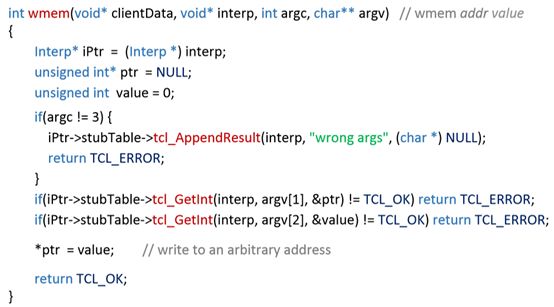 int wmem(void* clientData, void* interp, int argc, char** argv) // wmem addr value
{
Interp* iPtr = (Interp *) interp;
unsigned int* ptr = NULL;
unsigned int value = 0;
if(argc != 3) {
iPtr->stubTable->tcl_AppendResult(interp, "wrong args", (char *) NULL);
return TCL_ERROR;
}
if(iPtr->stubTable->tcl_GetInt(interp, argv[1], &ptr) != TCL_OK) return TCL_ERROR;
if(iPtr->stubTable->tcl_GetInt(interp, argv[2], &value) != TCL_OK) return TCL_ERROR;
*ptr = value; // write to an arbitrary address
return TCL_OK;
}